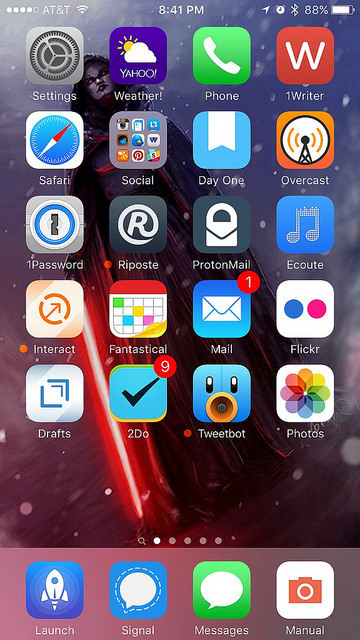 AT&T 8:41 PM 88%
YAHOO! W
Settings Weather! Phone 1Writer
Safari Social Day One Overcast
R
1Password Riposte ProtonMail Ecoute
1
Interact Fantastical Mail Flickr
9
Drafts 2Do Tweetbot Photos
Launch Signal Messages Manual